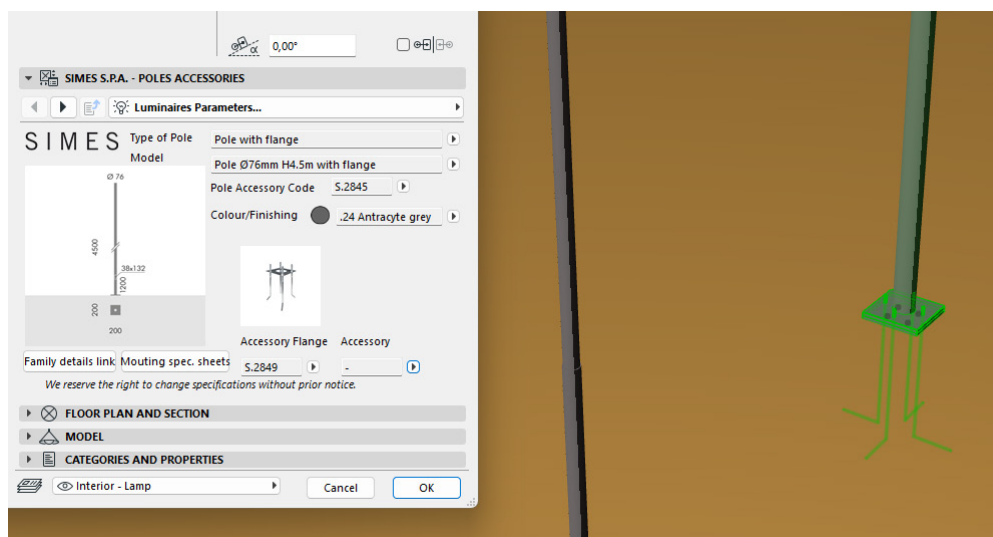 α 0,00°
SIMES S.P.A. - POLES ACCESSORIES
Luminaires Parameters...
SIMES
Type of Pole Pole with flange
Model Pole Ø76mm H4.5m with flange
Pole Accessory Code S.2845
Colour/Finishing .24 Antracyte grey
Ø 76
4500
38x132
1200
200
200
Accessory Flange Accessory
S.2849 -
Family details link Mouting spec. sheets
We reserve the right to change specifications without prior notice.
FLOOR PLAN AND SECTION
MODEL
CATEGORIES AND PROPERTIES
Interior - Lamp
Cancel
OK